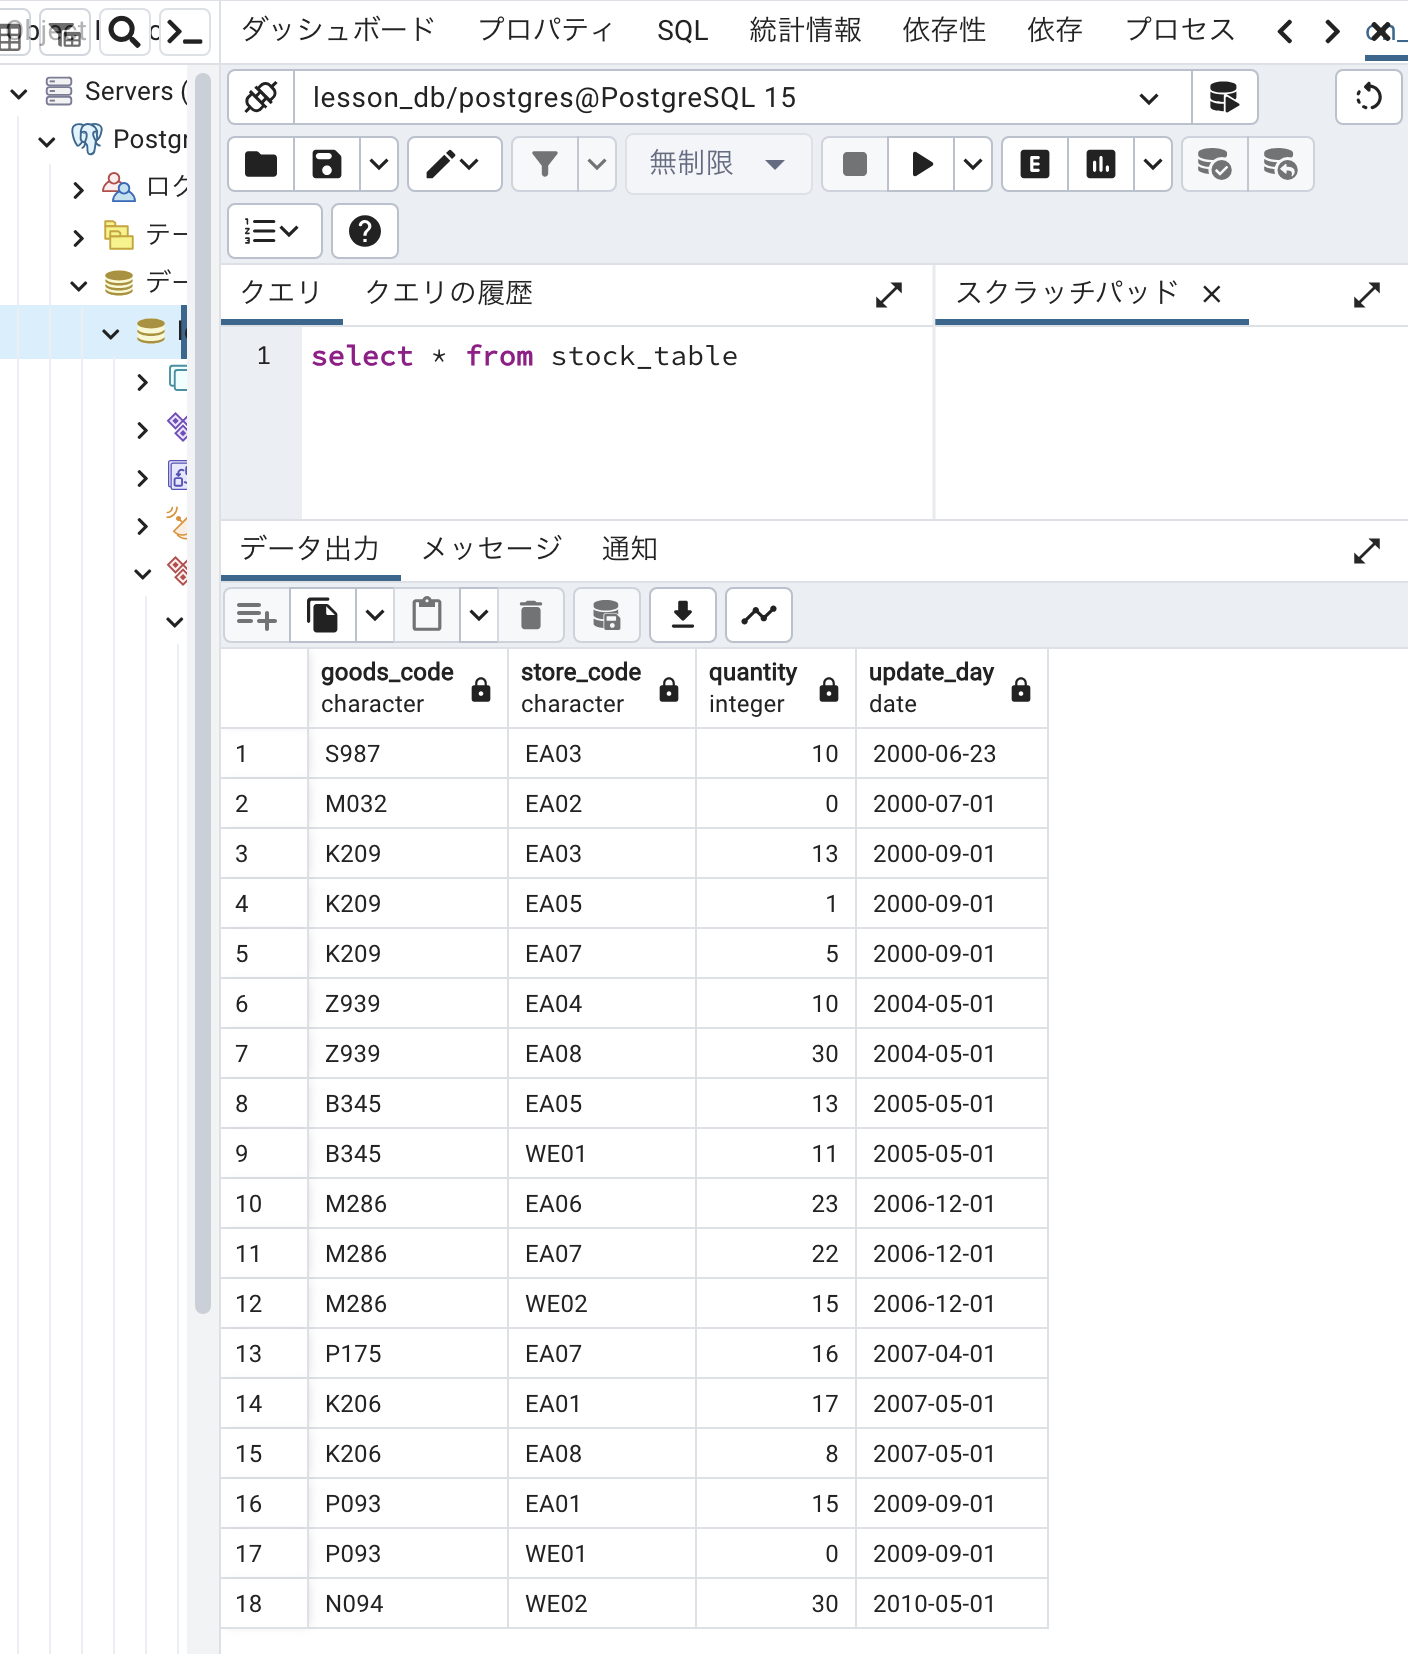 ダッシュボード プロパティ SQL 統計情報 依存性 依存 プロセス
Servers (
lesson_db/postgres@PostgreSQL 15
Postgr
無制限
ログ
テー
デー
クエリ クエリの履歴 スクラッチパッド
1 select * from stock_table
データ出力 メッセージ 通知
goods_code store_code quantity update_day
character character integer date
1 S987 EA03 10 2000-06-23
2 M032 EA02 0 2000-07-01
3 K209 EA03 13 2000-09-01
4 K209 EA05 1 2000-09-01
5 K209 EA07 5 2000-09-01
6 Z939 EA04 10 2004-05-01
7 Z939 EA08 30 2004-05-01
8 B345 EA05 13 2005-05-01
9 B345 WE01 11 2005-05-01
10 M286 EA06 23 2006-12-01
11 M286 EA07 22 2006-12-01
12 M286 WE02 15 2006-12-01
13 P175 EA07 16 2007-04-01
14 K206 EA01 17 2007-05-01
15 K206 EA08 8 2007-05-01
16 P093 EA01 15 2009-09-01
17 P093 WE01 0 2009-09-01
18 N094 WE02 30 2010-05-01